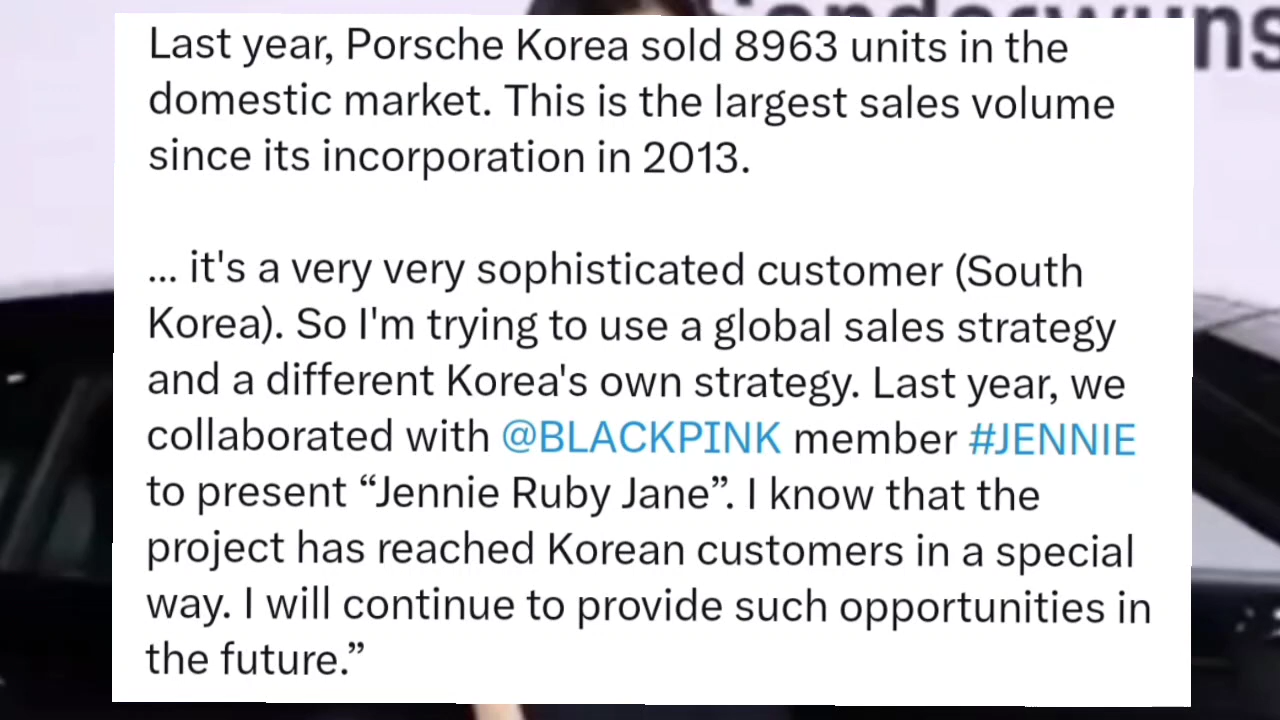 Last year, Porsche Korea sold 8963 units in the
domestic market. This is the largest sales volume
since its incorporation in 2013.
... it's a very very sophisticated customer (South
Korea). So I'm trying to use a global sales strategy
and a different Korea's own strategy. Last year, we
collaborated with @BLACKPINK member #JENNIE
to present “Jennie Ruby Jane”. I know that the
project has reached Korean customers in a special
way. I will continue to provide such opportunities in
the future.”